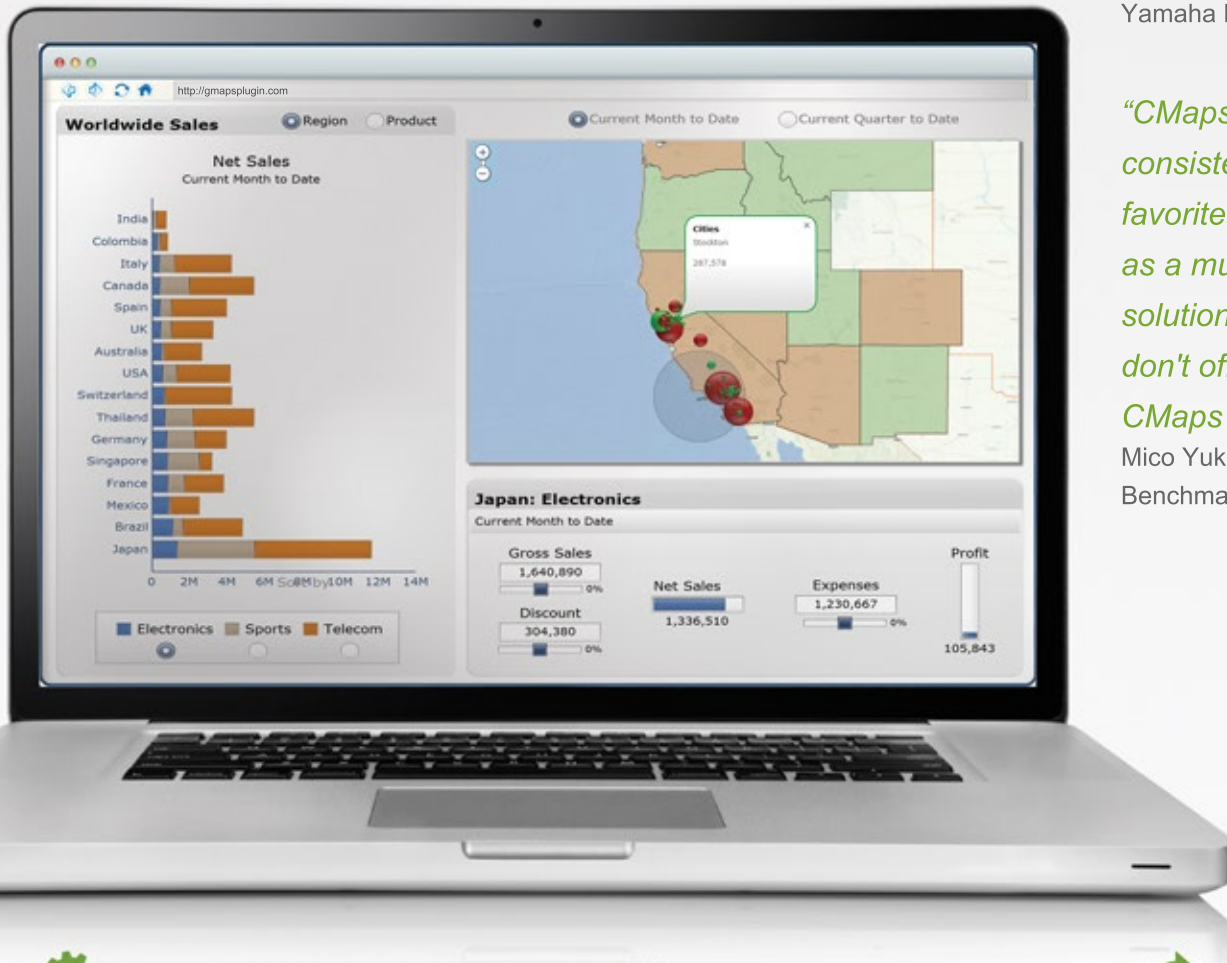 http://gmapsplugin.com
Worldwide Sales
Region Product
Net Sales
Current Month to Date
India
Colombia
Italy
Canada
Spain
UK
Australia
USA
Switzerland
Thailand
Germany
Singapore
France
Mexico
Brazil
Japan
0 2M 4M 6M 10M 12M 14M
Electronics Sports Telecom
Current Month to Date Current Quarter to Date
Cities
Stockton
287,578
Japan: Electronics
Current Month to Date
Gross Sales
1,640,890
0%
Discount
304,380
0%
Net Sales
1,336,510
Expenses
1,230,667
0%
Profit
105,843
Yamaha
“CMaps
consiste
favorite
as a mu
solution
don't of
CMaps
Mico Yuk
Benchma